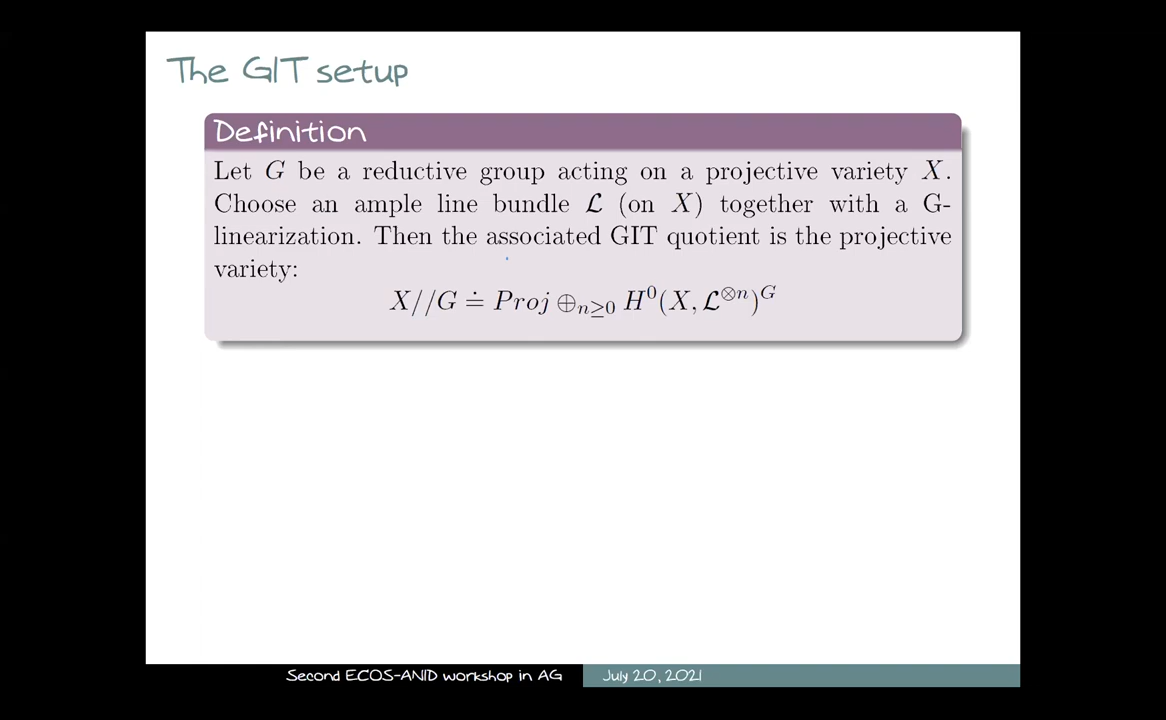 The GIT setup
Definition
Let G be a reductive group acting on a projective variety X.
Choose an ample line bundle ℒ (on X) together with a G-
linearization. Then the associated GIT quotient is the projective
variety:
X//G ≐ Proj ⊕ₙ≥₀ H⁰(X, ℒ^⊗n)^G
Second ECOS-ANID workshop in AG
July 20, 2021